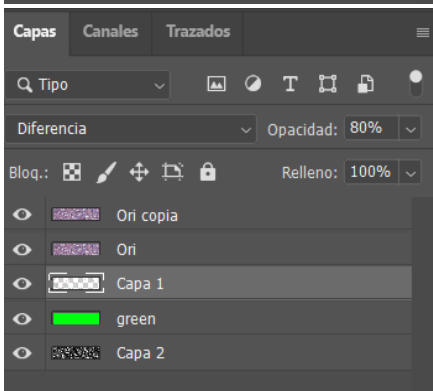 Capas Canales Trazados
Tipo T
Diferencia Opacidad: 80%
Bloq.: Relleno: 100%
Ori copia
Ori
Capa 1
green
Capa 2